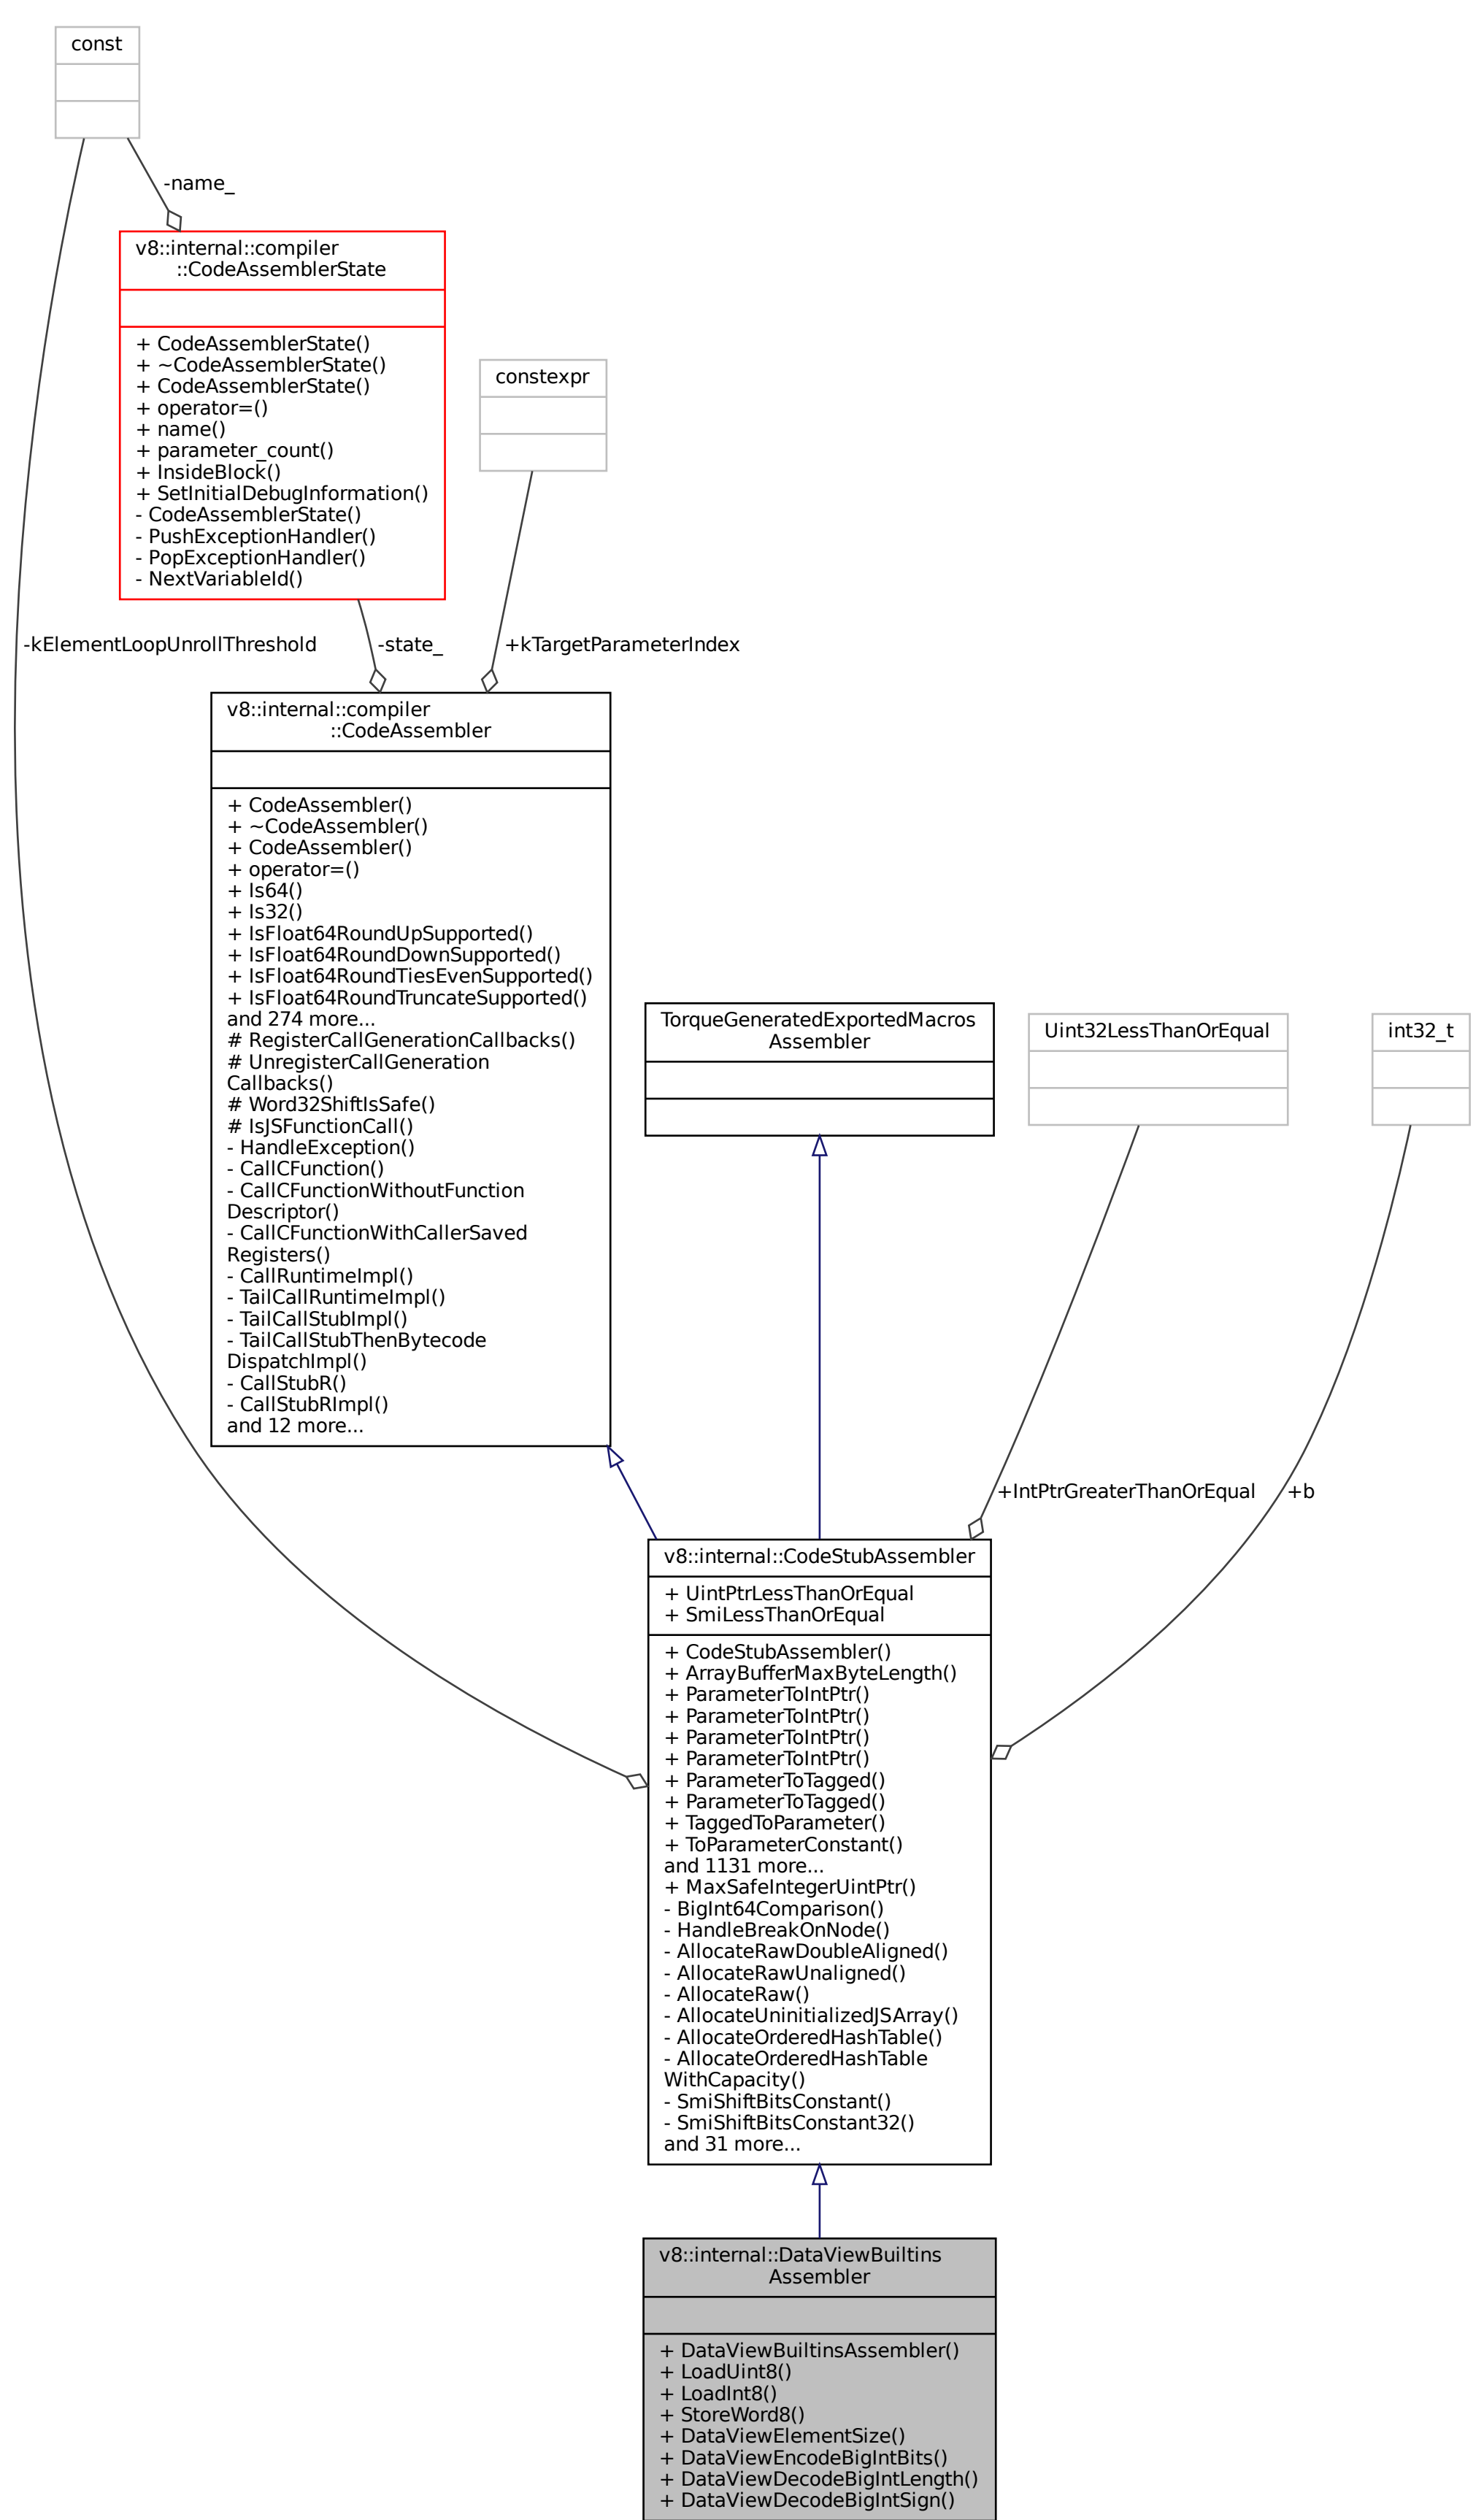 const
-name_
v8::internal::compiler
::CodeAssemblerState
+ CodeAssemblerState()
+ ~CodeAssemblerState()
+ CodeAssemblerState()
+ operator=()
+ name()
+ parameter_count()
+ InsideBlock()
+ SetInitialDebugInformation()
- CodeAssemblerState()
- PushExceptionHandler()
- PopExceptionHandler()
- NextVariableId()
constexpr
-kElementLoopUnrollThreshold
-state_
+kTargetParameterIndex
v8::internal::compiler
::CodeAssembler
+ CodeAssembler()
+ ~CodeAssembler()
+ CodeAssembler()
+ operator=()
+ Is64()
+ Is32()
+ IsFloat64RoundUpSupported()
+ IsFloat64RoundDownSupported()
+ IsFloat64RoundTiesEvenSupported()
+ IsFloat64RoundTruncateSupported()
and 274 more...
# RegisterCallGenerationCallbacks()
# UnregisterCallGeneration
Callbacks()
# Word32ShiftIsSafe()
# IsJSFunctionCall()
- HandleException()
- CallCFunction()
- CallCFunctionWithoutFunction
Descriptor()
- CallCFunctionWithCallerSaved
Registers()
- CallRuntimeImpl()
- TailCallRuntimeImpl()
- TailCallStubImpl()
- TailCallStubThenBytecode
DispatchImpl()
- CallStubR()
- CallStubRImpl()
and 12 more...
TorqueGeneratedExportedMacros
Assembler
Uint32LessThanOrEqual
int32_t
+IntPtrGreaterThanOrEqual
+b
v8::internal::CodeStubAssembler
+ UintPtrLessThanOrEqual
+ SmiLessThanOrEqual
+ CodeStubAssembler()
+ ArrayBufferMaxByteLength()
+ ParameterToIntPtr()
+ ParameterToIntPtr()
+ ParameterToIntPtr()
+ ParameterToIntPtr()
+ ParameterToTagged()
+ ParameterToTagged()
+ TaggedToParameter()
+ ToParameterConstant()
and 1131 more...
+ MaxSafeIntegerUintPtr()
- BigInt64Comparison()
- HandleBreakOnNode()
- AllocateRawDoubleAligned()
- AllocateRawUnaligned()
- AllocateRaw()
- AllocateUninitializedJSArray()
- AllocateOrderedHashTable()
- AllocateOrderedHashTable
WithCapacity()
- SmiShiftBitsConstant()
- SmiShiftBitsConstant32()
and 31 more...
v8::internal::DataViewBuiltins
Assembler
+ DataViewBuiltinsAssembler()
+ LoadUint8()
+ LoadInt8()
+ StoreWord8()
+ DataViewElementSize()
+ DataViewEncodeBigIntBits()
+ DataViewDecodeBigIntLength()
+ DataViewDecodeBigIntSign()